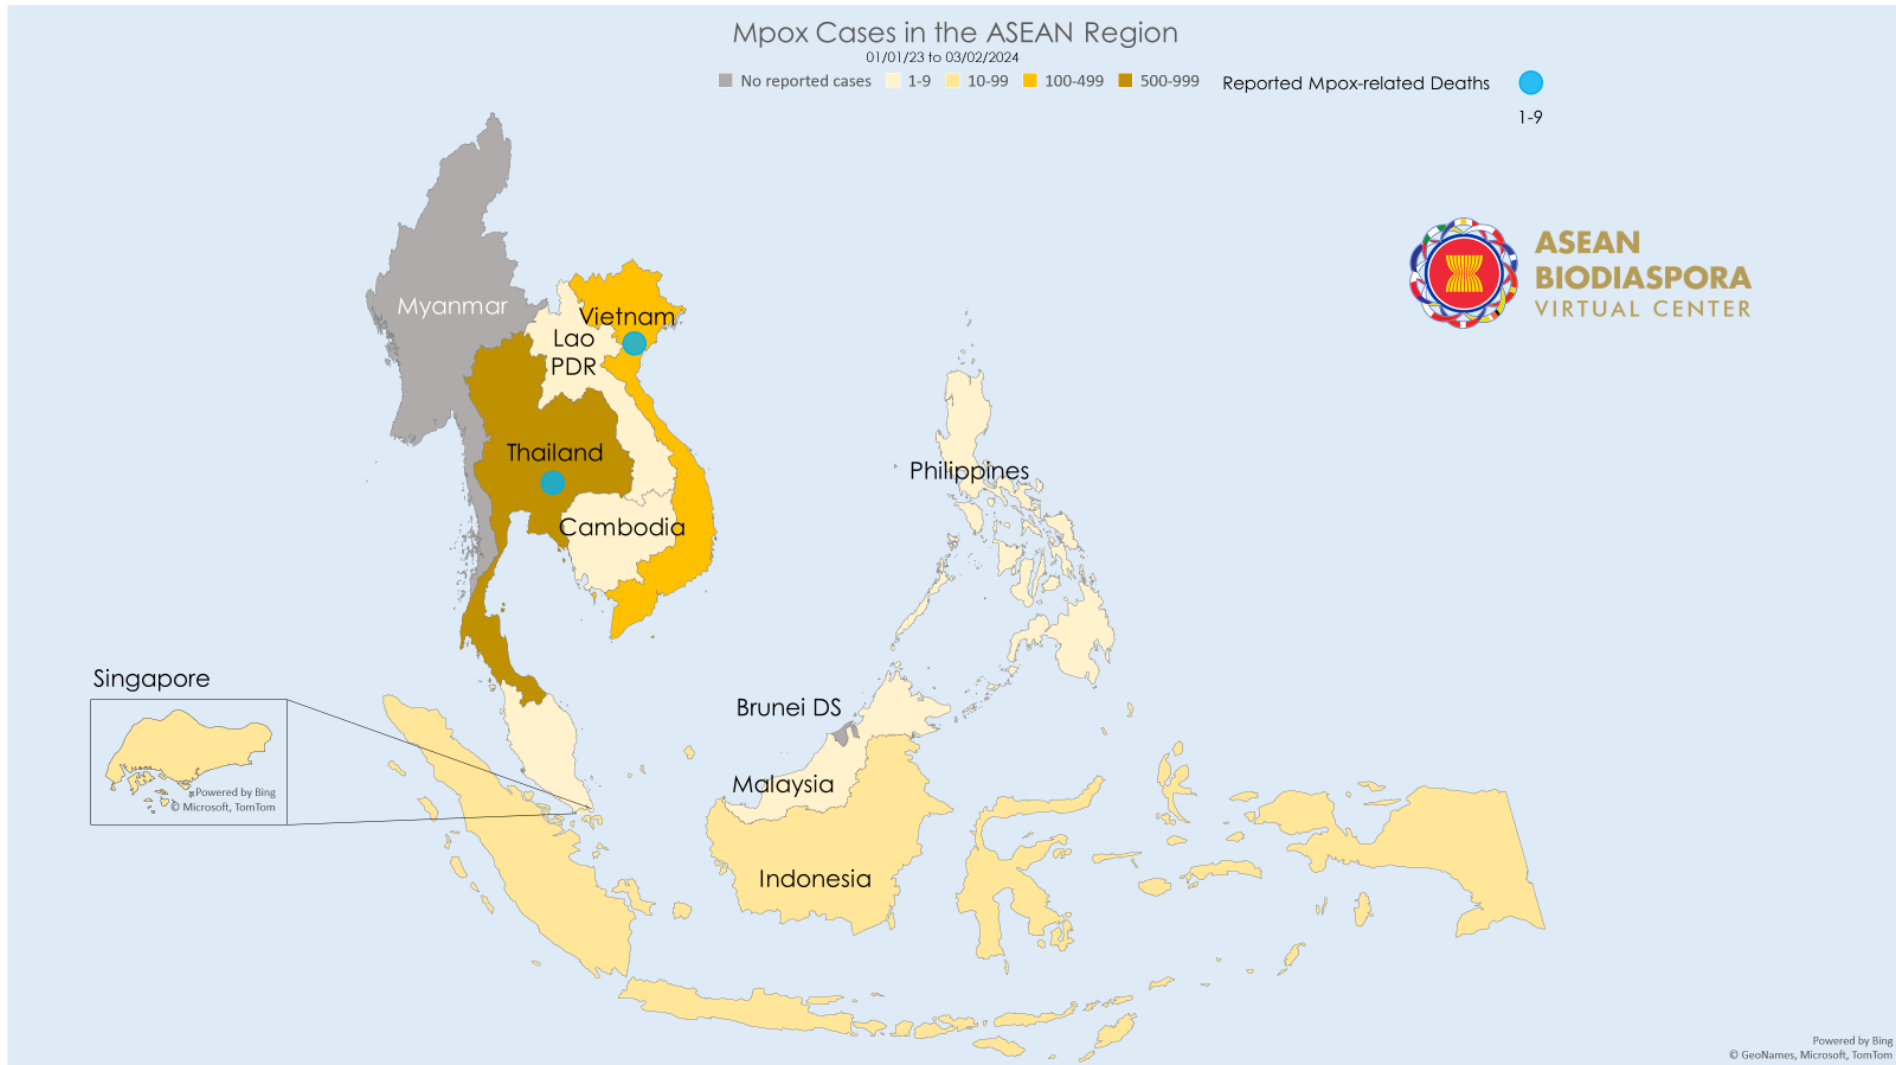 Mpox Cases in the ASEAN Region
01/01/23 to 03/02/2024
No reported cases 1-9 10-99 100-499 500-999 Reported Mpox-related Deaths
1-9
ASEAN
BIODIASPORA
VIRTUAL CENTER
Myanmar
Vietnam
Lao
PDR
Thailand
Philippines
Cambodia
Singapore
Brunei DS
Malaysia
Powered by Bing
© Microsoft, TomTom
Indonesia
Powered by Bing
© GeoNames, Microsoft, TomTom